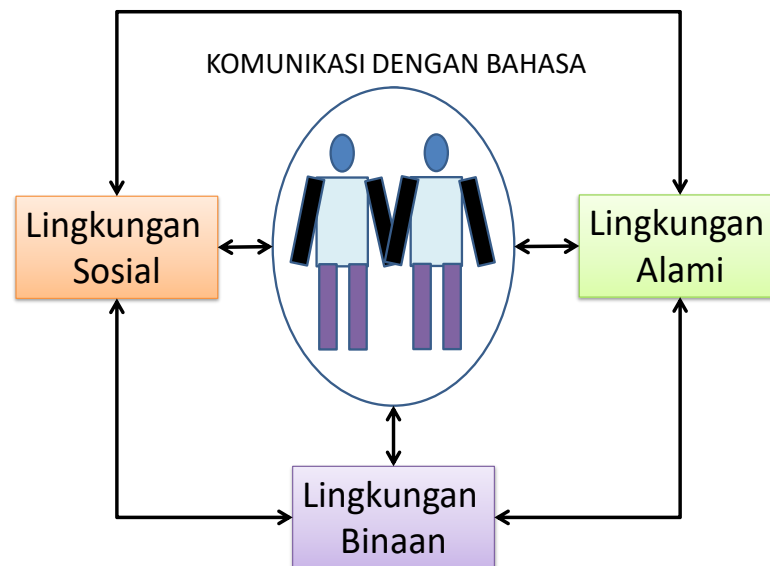 KOMUNIKASI DENGAN BAHASA
Lingkungan
Sosial
Lingkungan
Alami
Lingkungan
Binaan